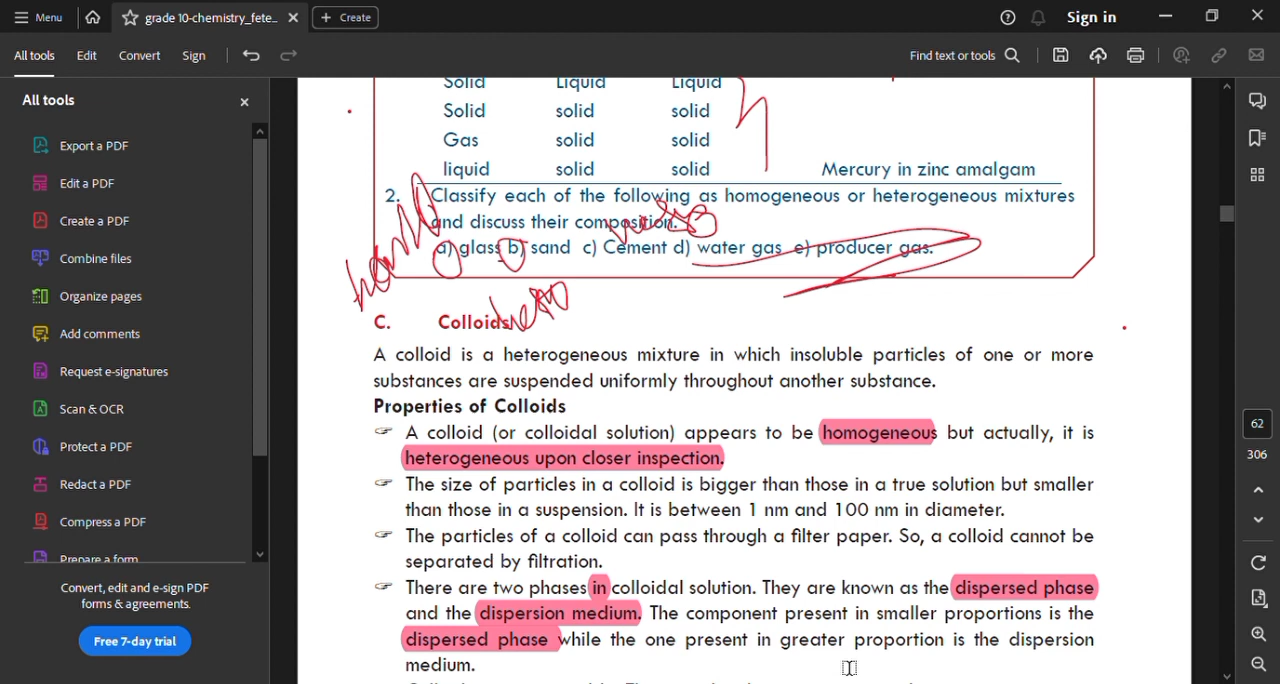 Menu
grade 10-chemistry_fete...
Create
Sign in
All tools
Edit
Convert
Sign
Find text or tools
All tools
Export a PDF
Edit a PDF
Create a PDF
Combine files
Organize pages
Add comments
Request e-signatures
Scan & OCR
Protect a PDF
Redact a PDF
Compress a PDF
Prepare a form
Convert, edit and e-sign PDF
forms & agreements.
Free 7-day trial
Solid Liquid Liquid
Solid solid solid
Gas solid solid
liquid solid solid Mercury in zinc amalgam
2. Classify each of the following as homogeneous or heterogeneous mixtures
and discuss their composition.
a) glass b) sand c) Cement d) water gas e) producer gas.
C. Colloids
A colloid is a heterogeneous mixture in which insoluble particles of one or more
substances are suspended uniformly throughout another substance.
Properties of Colloids
☞ A colloid (or colloidal solution) appears to be homogeneous but actually, it is
heterogeneous upon closer inspection.
☞ The size of particles in a colloid is bigger than those in a true solution but smaller
than those in a suspension. It is between 1 nm and 100 nm in diameter.
☞ The particles of a colloid can pass through a filter paper. So, a colloid cannot be
separated by filtration.
☞ There are two phases in colloidal solution. They are known as the dispersed phase
and the dispersion medium. The component present in smaller proportions is the
dispersed phase while the one present in greater proportion is the dispersion
medium.
62
306